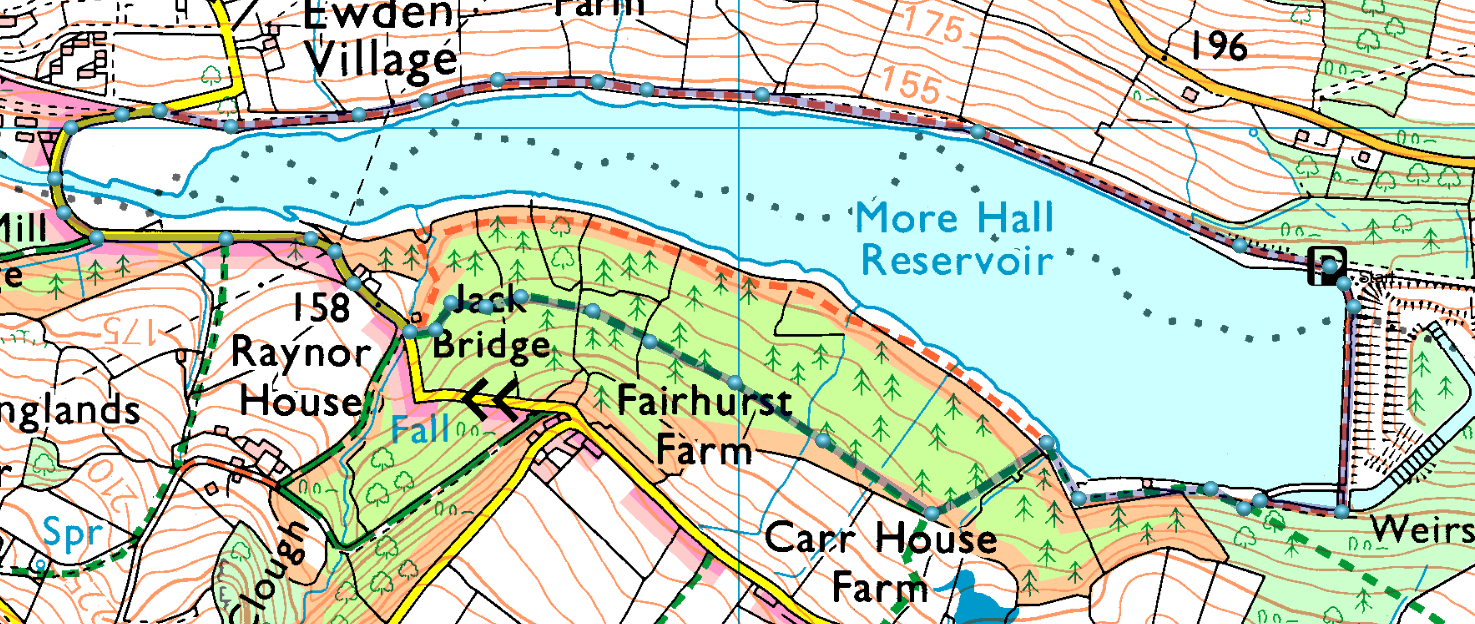 Ewden
Village
Farm
175
155
196
More Hall
Reservoir
P
Start
Mill
e
158
Raynor
House
175
Jack
Bridge
nglands
Fall
Fairhurst
Farm
210
Spr
Clough
Carr House
Farm
Weirs